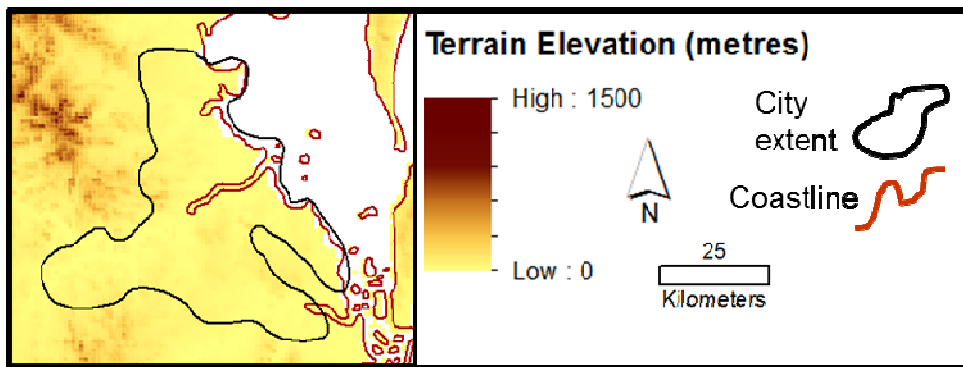 Terrain Elevation (metres)
High : 1500
Low : 0
N
25
Kilometers
City
extent
Coastline